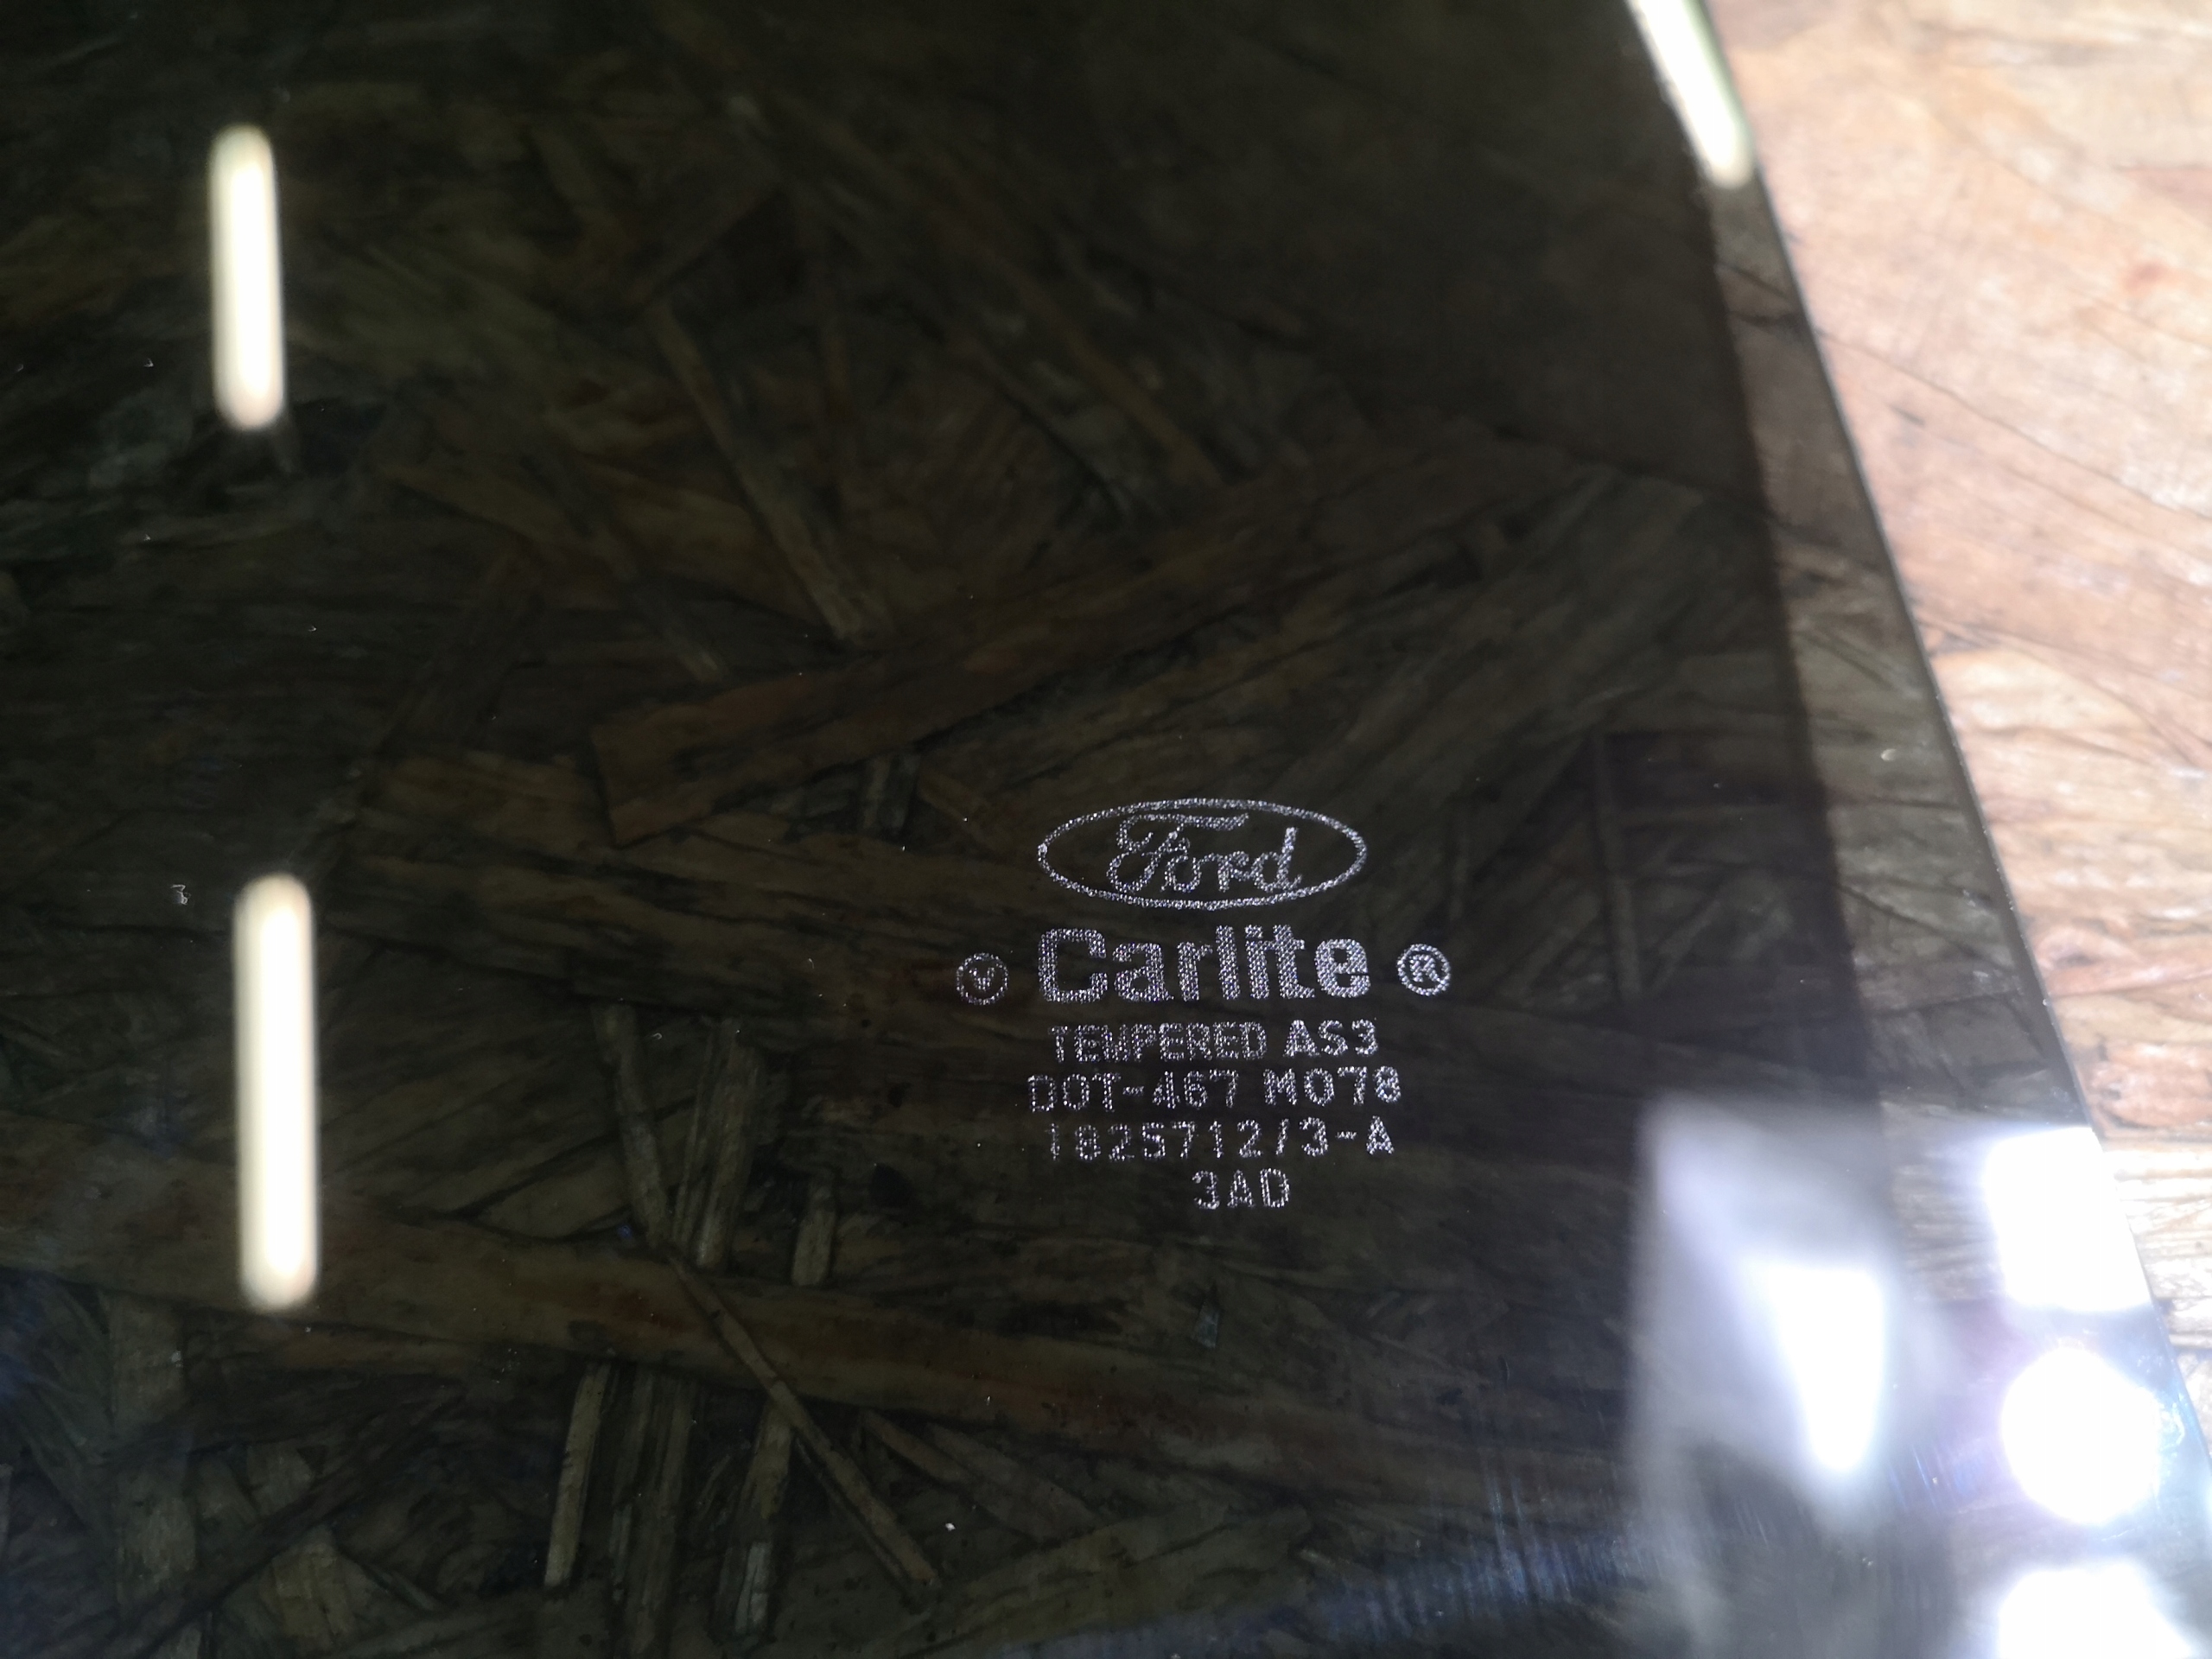 Ford
Carlite ®
TEMPERED AS3
DOT-467 M078
1825712/3-A
3AD